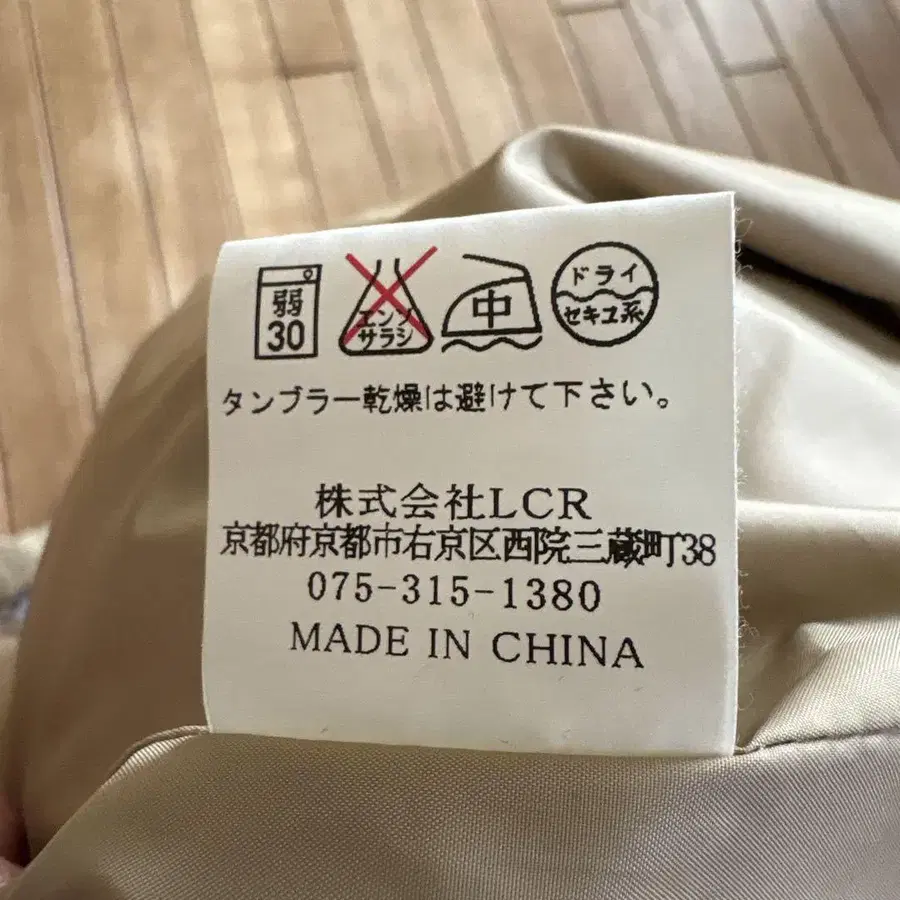 弱
30
エンソ
サラシ
中
ドライ
セキユ系
タンブラー乾燥は避けて下さい。
株式会社LCR
京都府京都市右京区西院三蔵町38
075-315-1380
MADE IN CHINA